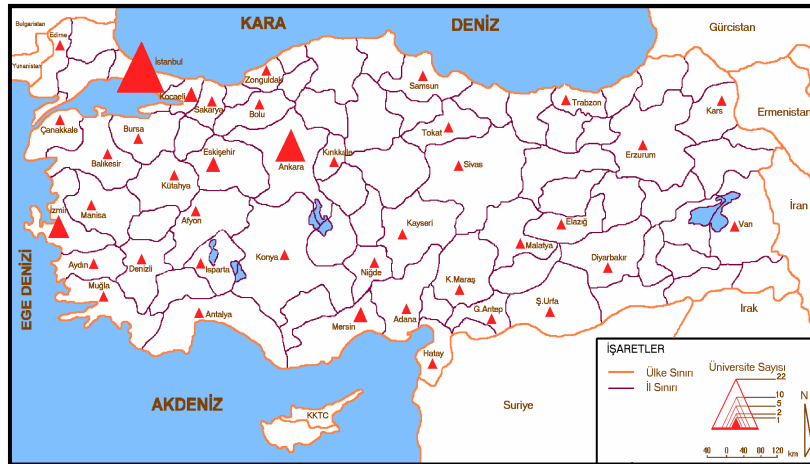 KARA
DENİZ
Bulgaristan
Edirne
Yunanistan
İstanbul
Kocaeli
Sakarya
Zonguldak
Bolu
Samsun
Trabzon
Gürcistan
Kars
Ermenistan
Çanakkale
Bursa
Balıkesir
Eskişehir
Kütahya
Ankara
Kırıkkale
Tokat
Sivas
Erzurum
İran
İzmir
Manisa
Afyon
Kayseri
Elazığ
Malatya
Van
EGE DENİZİ
Aydın
Denizli
Isparta
Konya
Niğde
K.Maraş
Diyarbakır
Muğla
Antalya
Mersin
Adana
G.Antep
Ş.Urfa
Irak
Hatay
AKDENİZ
KKTC
Suriye
İŞARETLER
Ülke Sınırı
İl Sınırı
Üniversite Sayısı
22
10
5
2
1
N
40 0 40 80 120
km